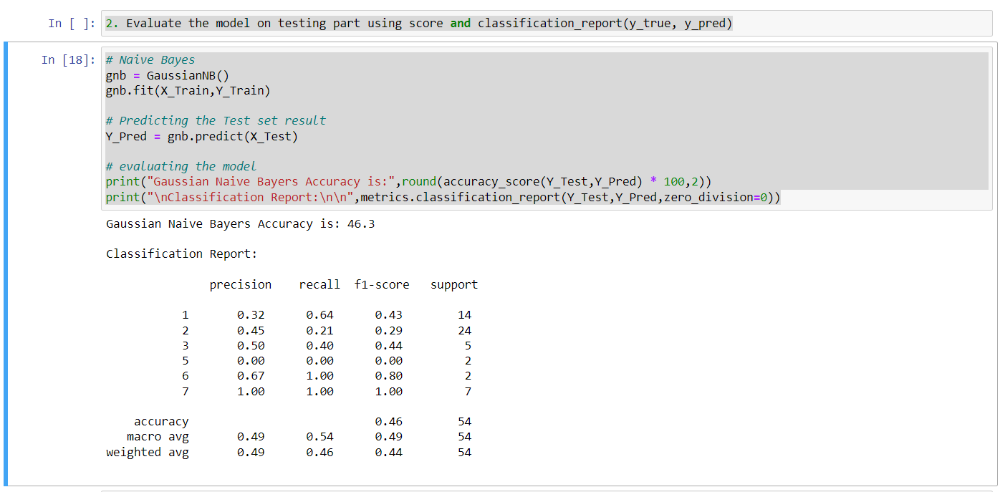 In [ ]: 2. Evaluate the model on testing part using score and classification_report(y_true, y_pred)
In [18]: # Naive Bayes
gnb = GaussianNB()
gnb.fit(X_Train,Y_Train)
# Predicting the Test set result
Y_Pred = gnb.predict(X_Test)
# evaluating the model
print("Gaussian Naive Bayers Accuracy is:",round(accuracy_score(Y_Test,Y_Pred) * 100,2))
print("\nClassification Report:\n\n",metrics.classification_report(Y_Test,Y_Pred,zero_division=0))
Gaussian Naive Bayers Accuracy is: 46.3
Classification Report:
precision recall f1-score support
1 0.32 0.64 0.43 14
2 0.45 0.21 0.29 24
3 0.50 0.40 0.44 5
5 0.00 0.00 0.00 2
6 0.67 1.00 0.80 2
7 1.00 1.00 1.00 7
accuracy 0.46 54
macro avg 0.49 0.54 0.49 54
weighted avg 0.49 0.46 0.44 54